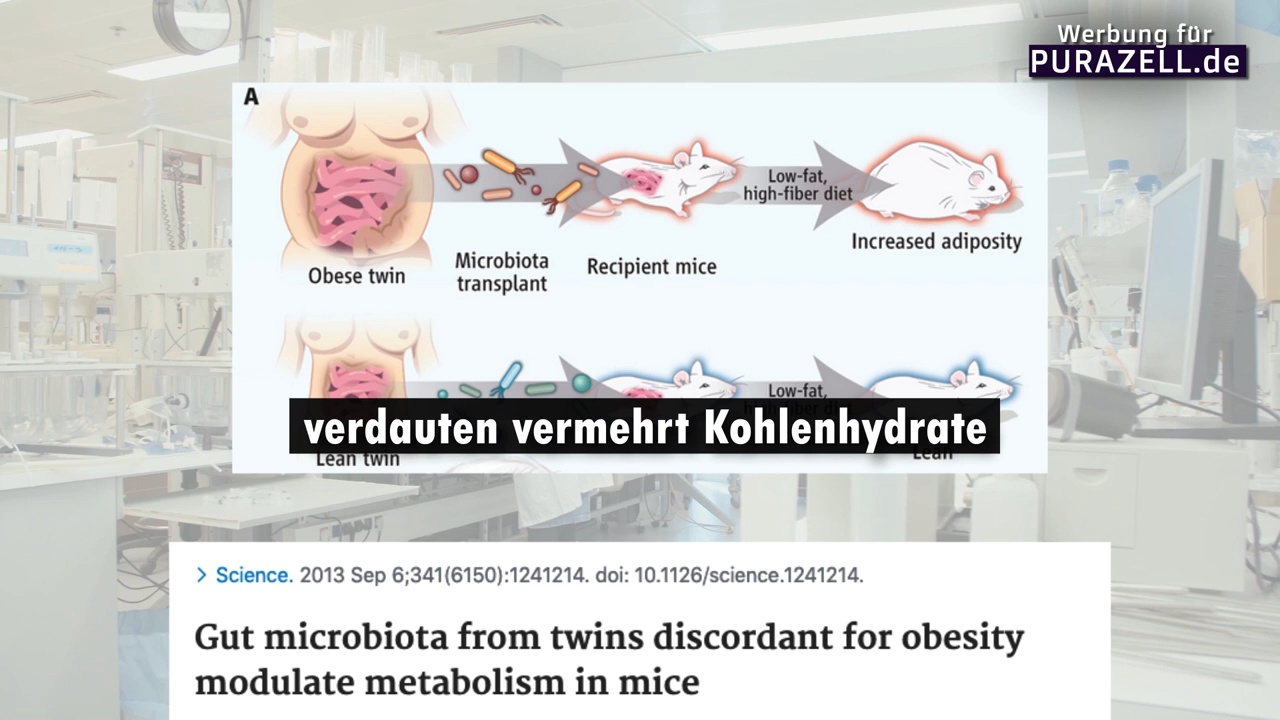 Werbung für
PURAZELL.de
A
Low-fat,
high-fiber diet
Increased adiposity
Obese twin
Microbiota
transplant
Recipient mice
Low-fat,
verdauten vermehrt Kohlenhydrate
Lean twin
Lean
> Science. 2013 Sep 6;341(6150):1241214. doi: 10.1126/science.1241214.
Gut microbiota from twins discordant for obesity
modulate metabolism in mice